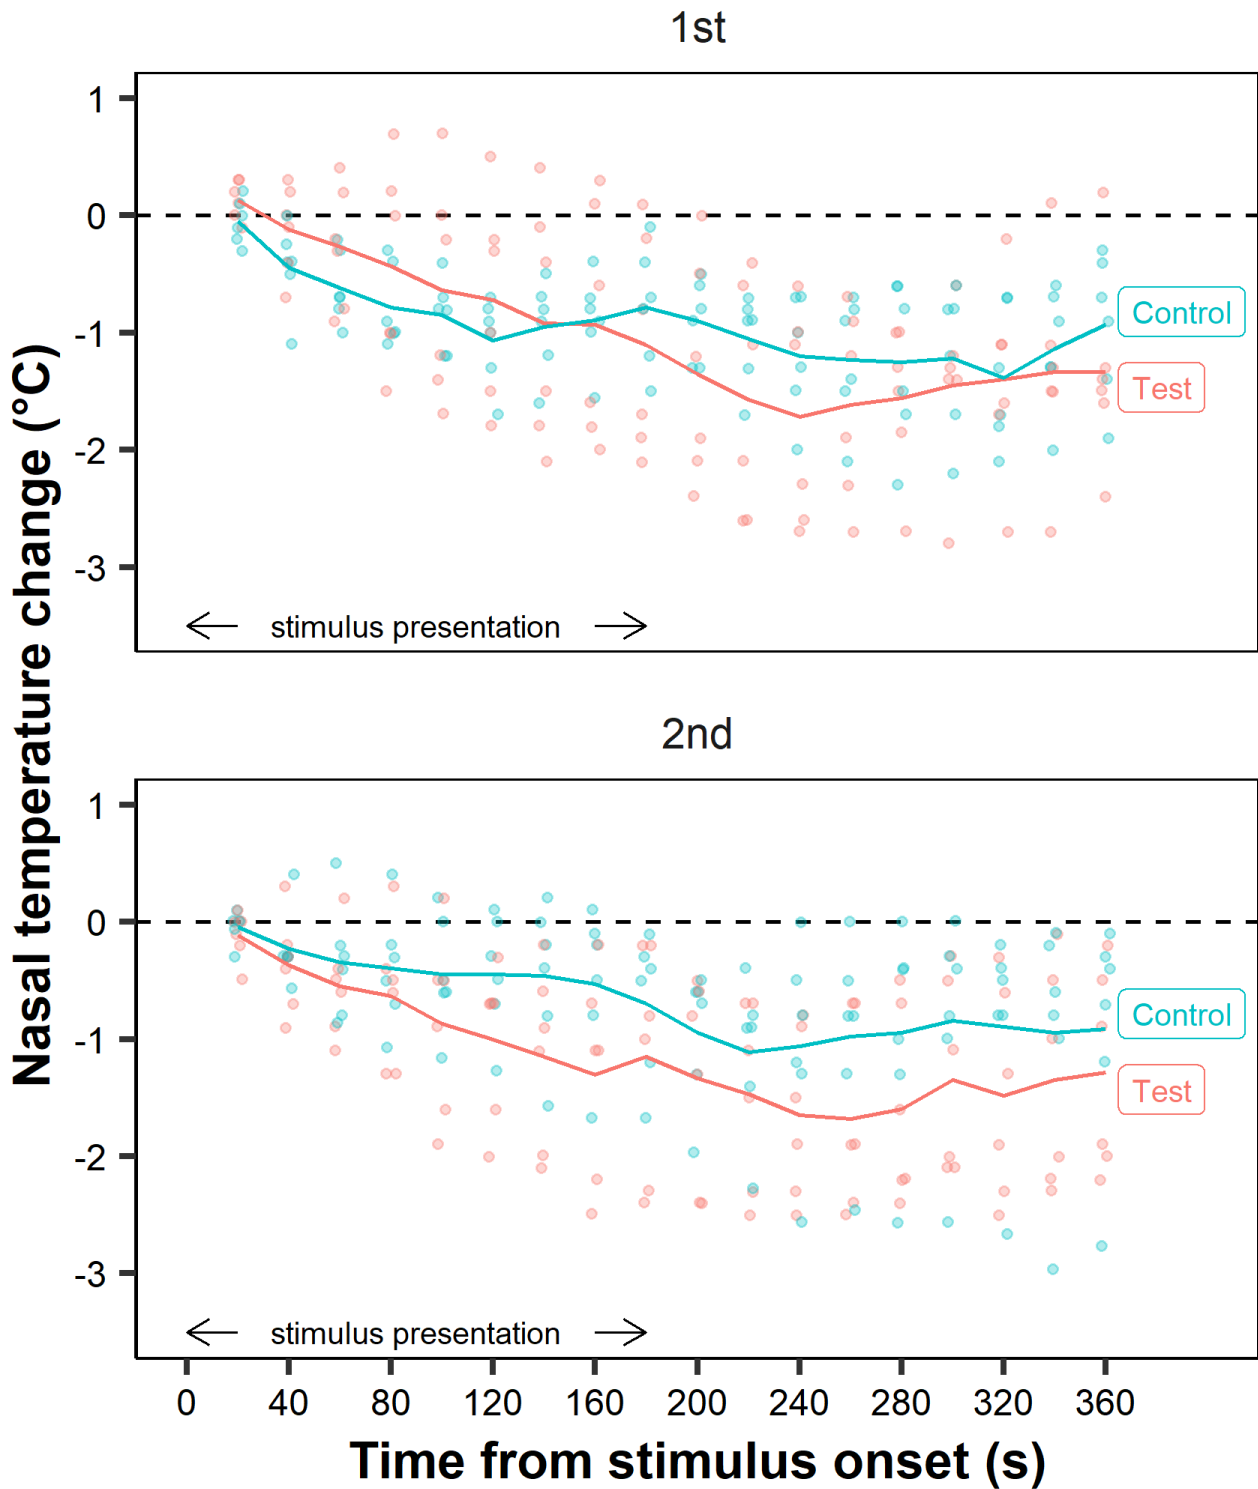 1st
Nasal temperature change (°C)
1
0
-1
-2
-3
Control
Test
stimulus presentation
2nd
1
0
-1
-2
-3
Control
Test
stimulus presentation
0 40 80 120 160 200 240 280 320 360
Time from stimulus onset (s)